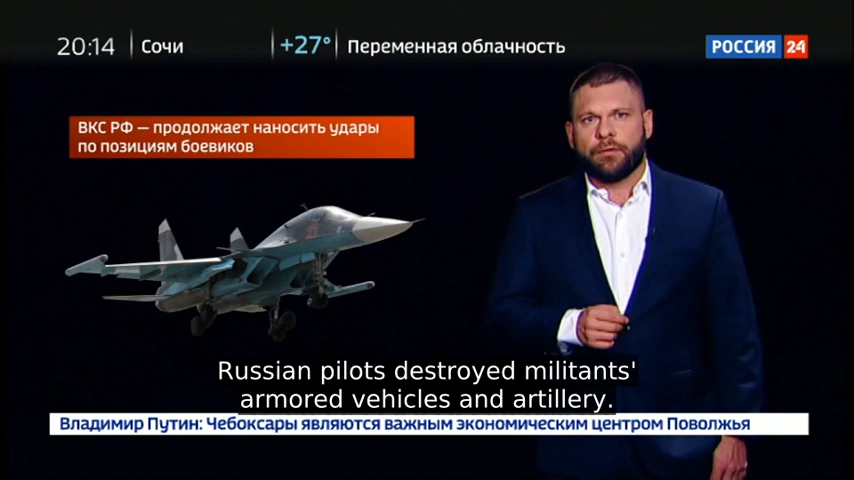 20:14 Сочи +27° Переменная облачность РОССИЯ 24
ВКС РФ — продолжает наносить удары
по позициям боевиков
Russian pilots destroyed militants'
armored vehicles and artillery.
Владимир Путин: Чебоксары являются важным экономическим центром Поволжья